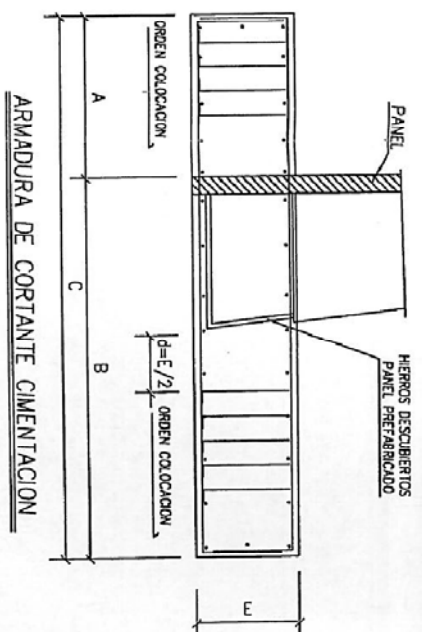 PANEL
HIERROS DESCUBIERTOS
PANEL PREFABRICADO
E
ORDEN COLOCACION
d=E/2
ORDEN COLOCACION
A
B
C
ARMADURA DE CORTANTE CIMENTACION